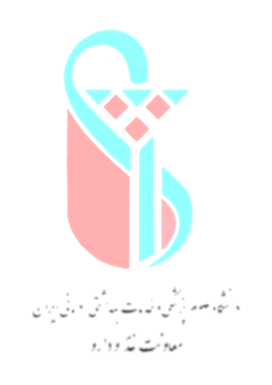 دانشگاه علوم پزشکی و خدمات بهداشتی درمانی ایران
معاونت غذا و دارو